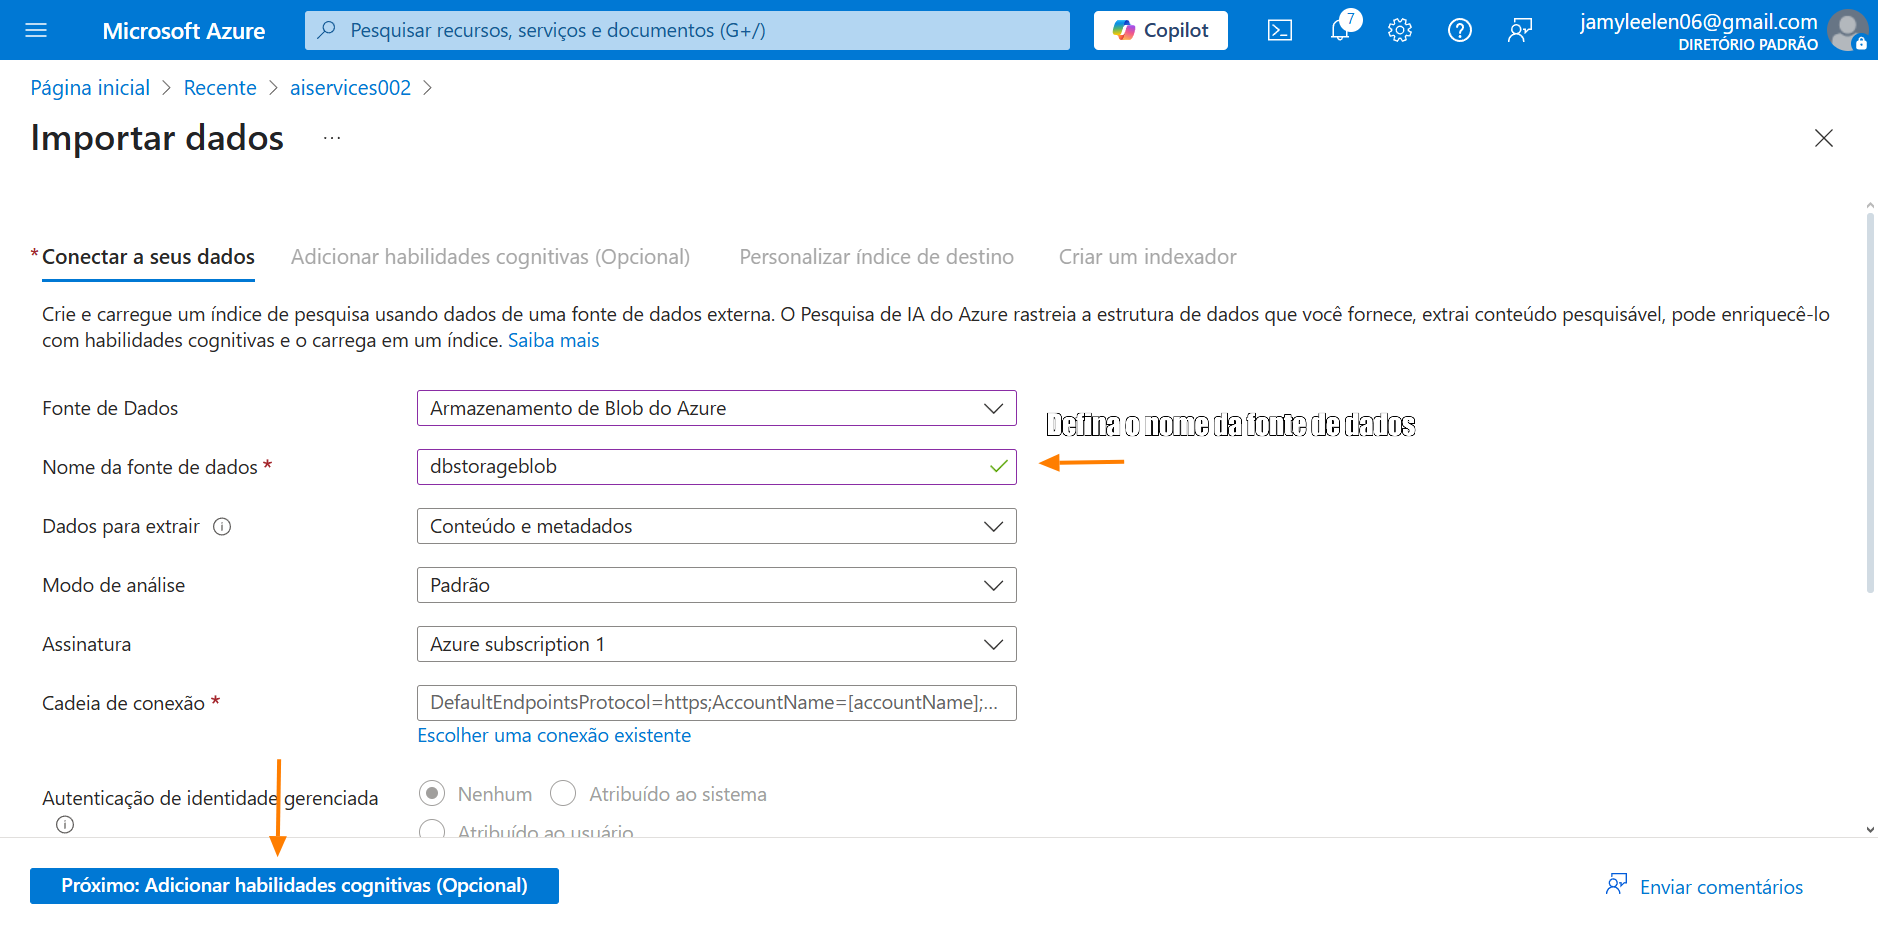 Microsoft Azure
Pesquisar recursos, serviços e documentos (G+/)
Copilot
7
jamyleelen06@gmail.com
DIRETÓRIO PADRÃO
Página inicial > Recente > aiservices002 >
Importar dados ...
* Conectar a seus dados
Adicionar habilidades cognitivas (Opcional)
Personalizar índice de destino
Criar um indexador
Crie e carregue um índice de pesquisa usando dados de uma fonte de dados externa. O Pesquisa de IA do Azure rastreia a estrutura de dados que você fornece, extrai conteúdo pesquisável, pode enriquecê-lo
com habilidades cognitivas e o carrega em um índice. Saiba mais
Fonte de Dados
Armazenamento de Blob do Azure
Defina o nome da fonte de dados
Nome da fonte de dados *
dbstorageblob
Dados para extrair
Conteúdo e metadados
Modo de análise
Padrão
Assinatura
Azure subscription 1
Cadeia de conexão *
DefaultEndpointsProtocol=https;AccountName=[accountName];...
Escolher uma conexão existente
Autenticação de identidade gerenciada
Nenhum
Atribuído ao sistema
Atribuído ao usuário
Próximo: Adicionar habilidades cognitivas (Opcional)
Enviar comentários